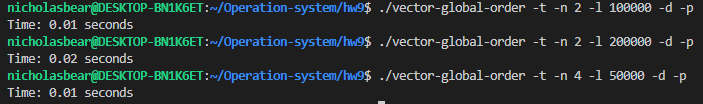 nicholasbear@DESKTOP-BN1K6ET:~/Operation-system/hw9$ ./vector-global-order -t -n 2 -l 100000 -d -p
Time: 0.01 seconds
nicholasbear@DESKTOP-BN1K6ET:~/Operation-system/hw9$ ./vector-global-order -t -n 2 -l 200000 -d -p
Time: 0.02 seconds
nicholasbear@DESKTOP-BN1K6ET:~/Operation-system/hw9$ ./vector-global-order -t -n 4 -l 50000 -d -p
Time: 0.01 seconds